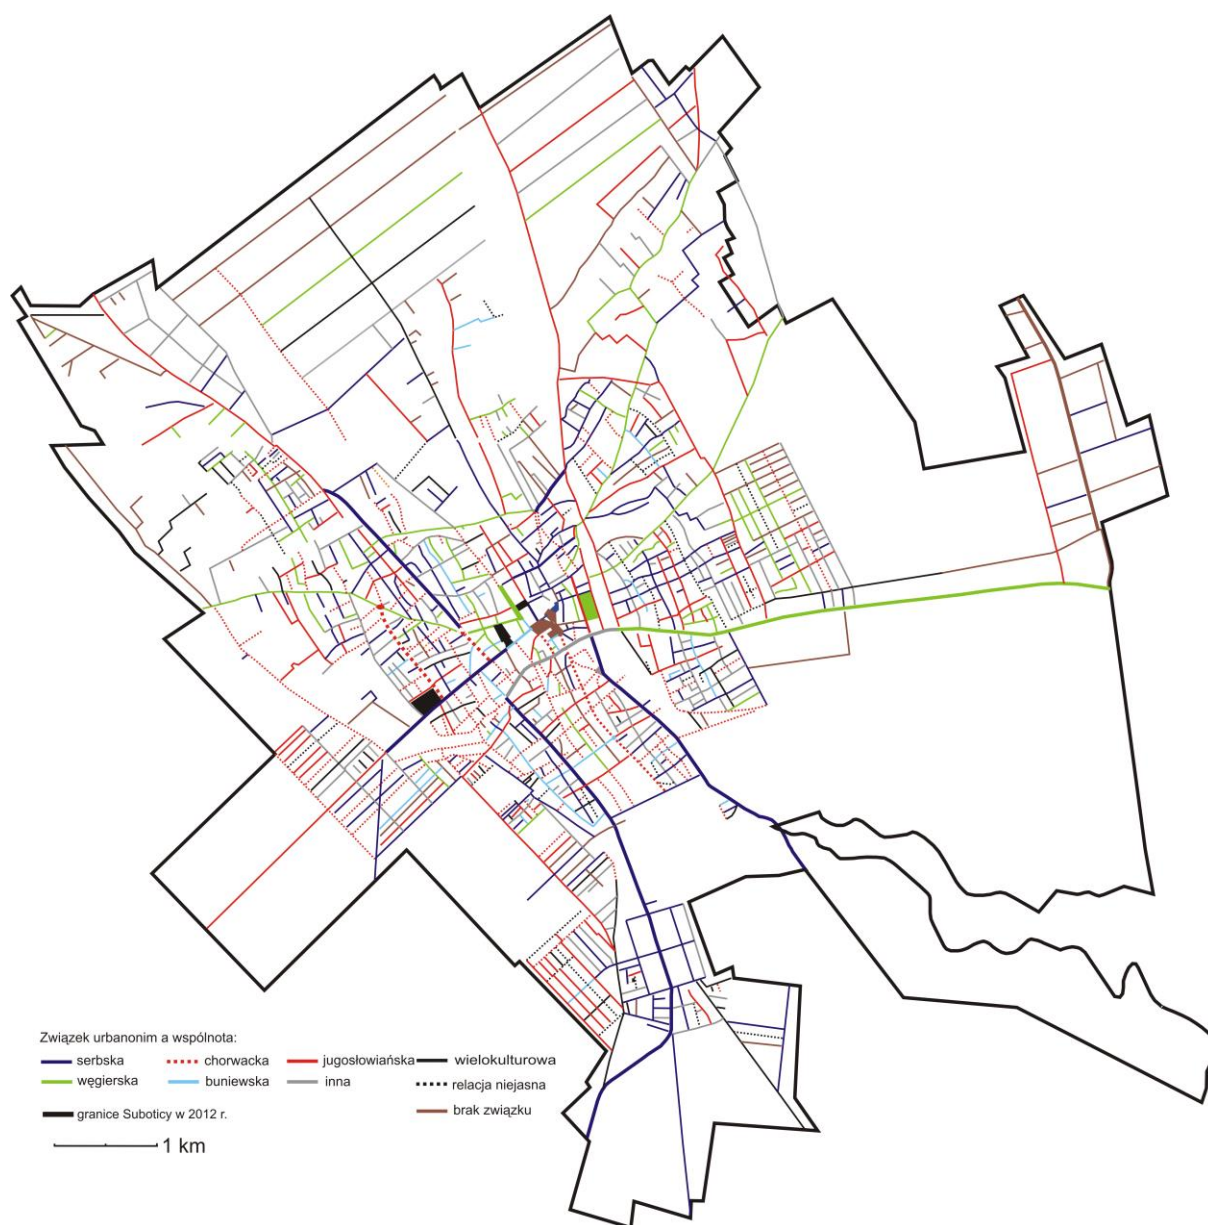 Związek urbanonim a wspólnota:
serbska chorwacka jugosłowiańska wielokulturowa
węgierska buniewska inna relacja niejasna
granice Suboticy w 2012 r. brak związku
1 km